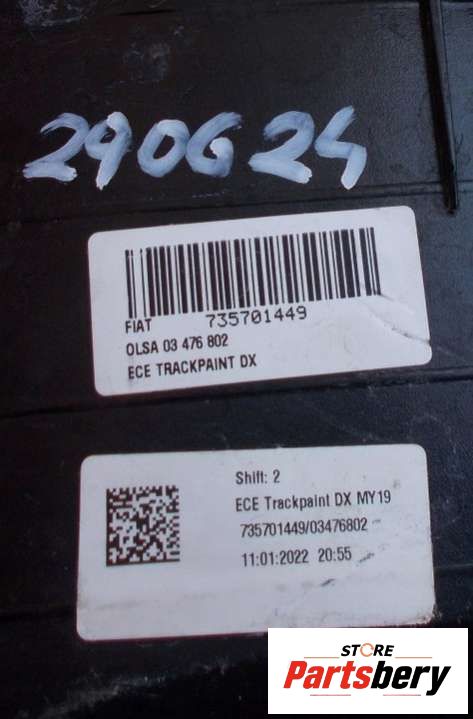 290G24
735701449
FIAT
OLSA 03 476 802
ECE TRACKPAINT DX
Shift: 2
ECE Trackpaint DX MY19
735701449/03476802
11:01:2022 20:55
STORE
Partsbery